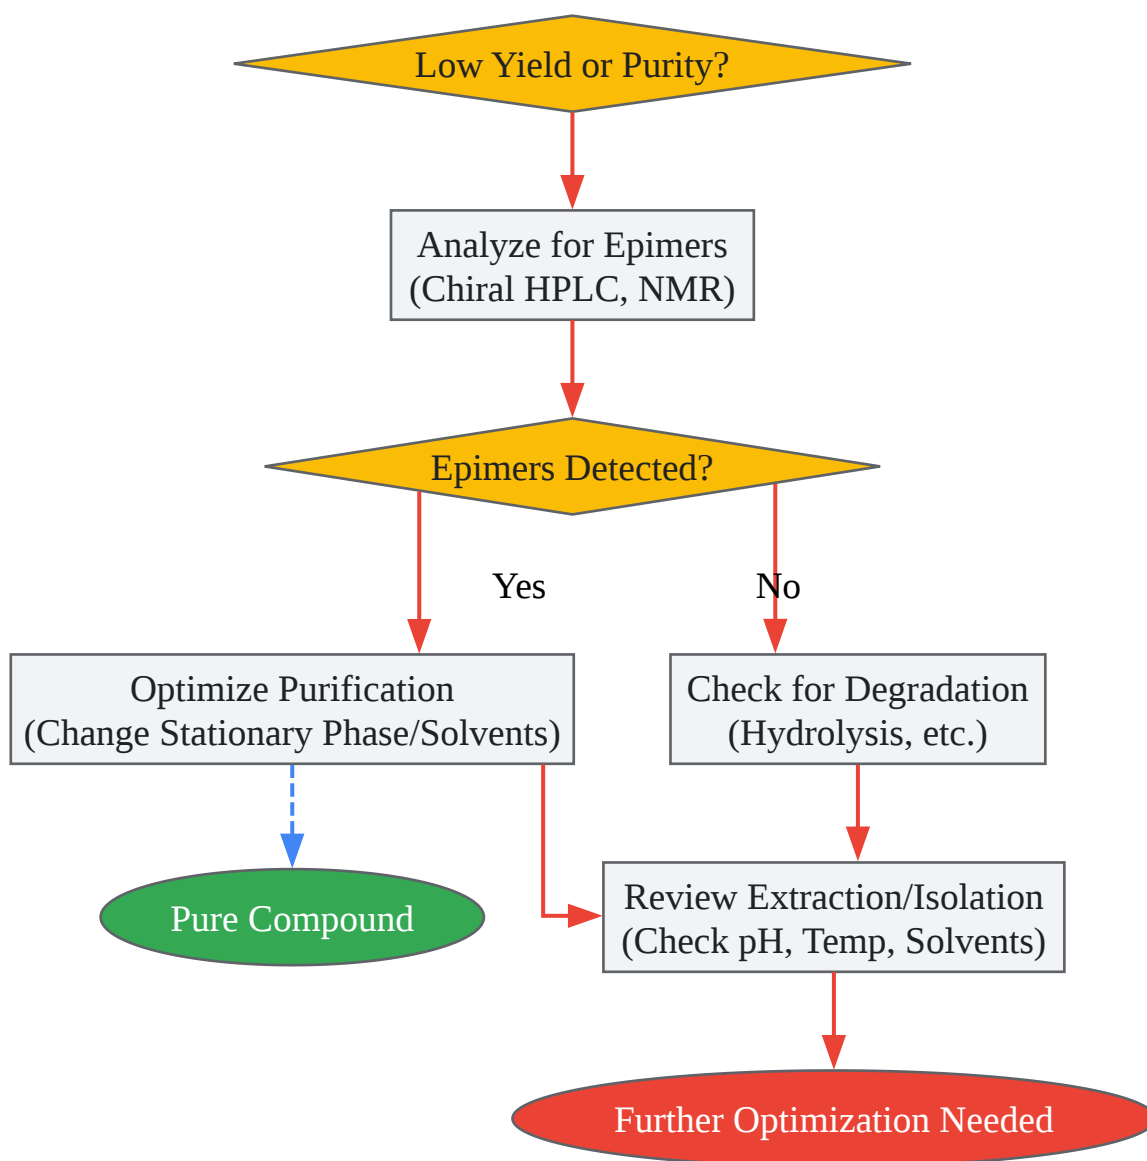 Low Yield or Purity?
Analyze for Epimers
(Chiral HPLC, NMR)
Epimers Detected?
Yes
No
Optimize Purification
(Change Stationary Phase/Solvents)
Check for Degradation
(Hydrolysis, etc.)
Pure Compound
Review Extraction/Isolation
(Check pH, Temp, Solvents)
Further Optimization Needed